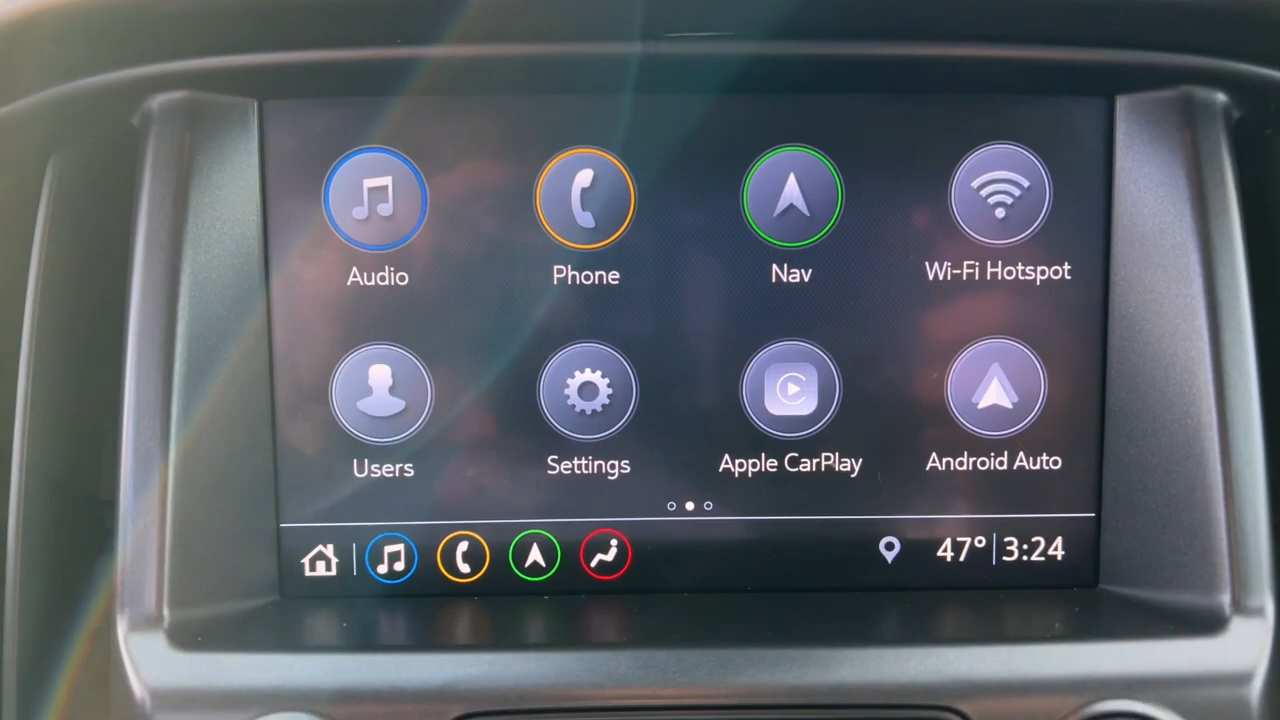 Audio
Phone
Nav
Wi-Fi Hotspot
Users
Settings
Apple CarPlay
Android Auto
47° 3:24